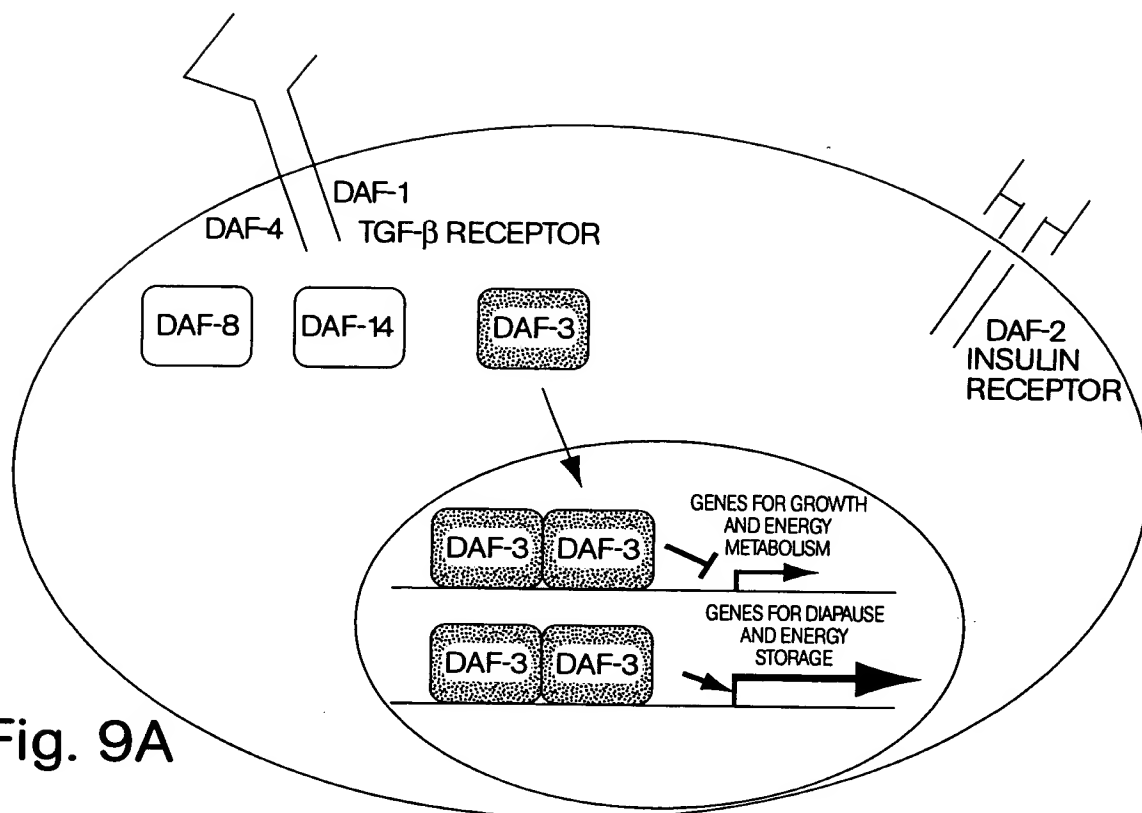 DAF-1
DAF-4
TGF-β RECEPTOR
DAF-8
DAF-14
DAF-3
DAF-2
INSULIN
RECEPTOR
GENES FOR GROWTH
AND ENERGY
METABOLISM
DAF-3
DAF-3
GENES FOR DIAPAUSE
AND ENERGY
STORAGE
DAF-3
DAF-3
Fig. 9A